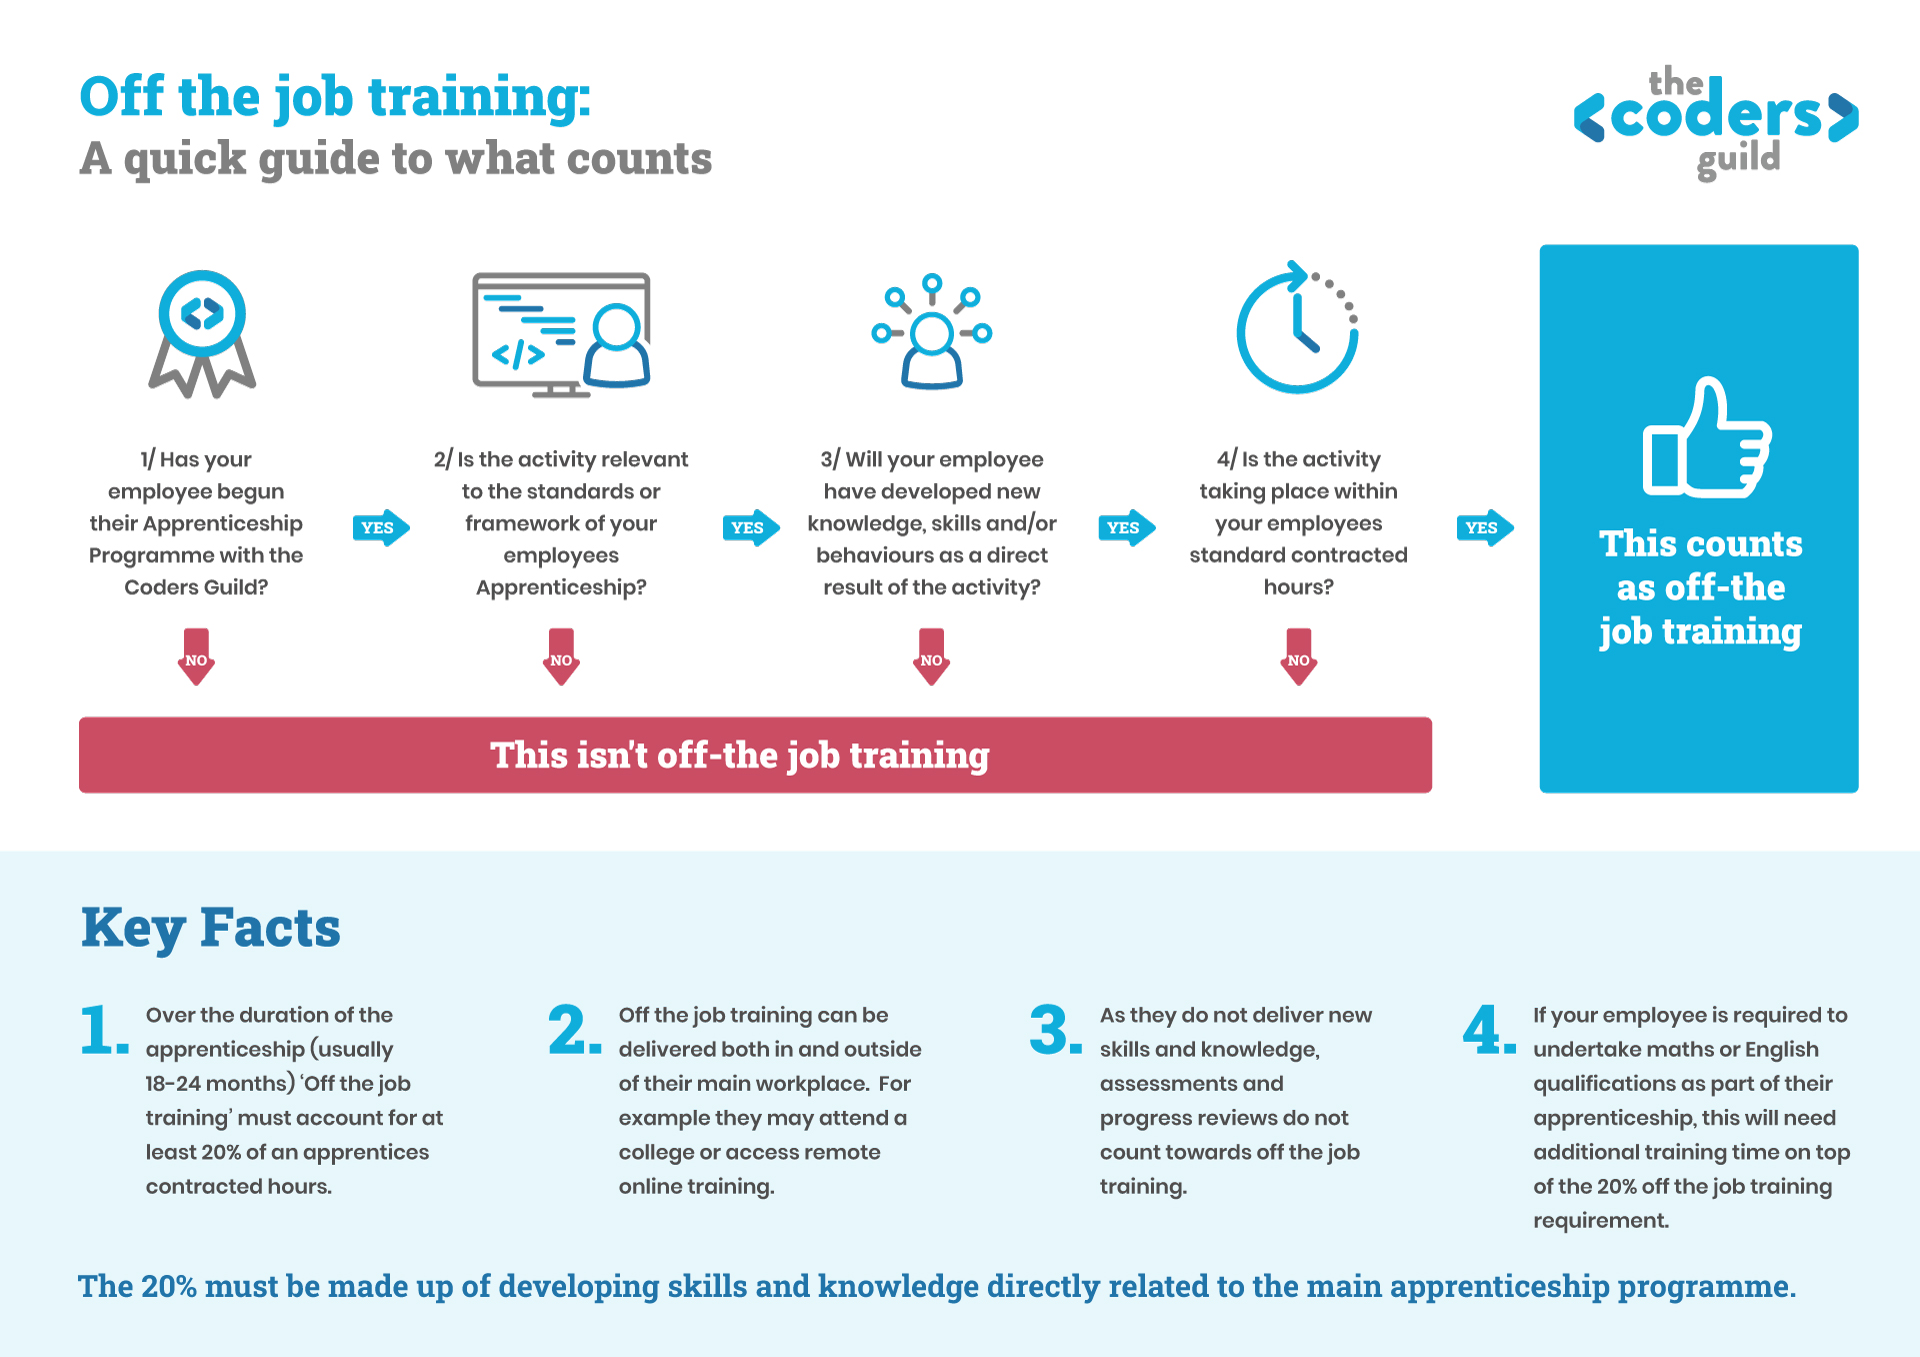 Off the job training:
A quick guide to what counts
the
<coders>
guild
1/ Has your
employee begun
their Apprenticeship
Programme with the
Coders Guild?
YES
2/ Is the activity relevant
to the standards or
framework of your
employees
Apprenticeship?
YES
3/ Will your employee
have developed new
knowledge, skills and/or
behaviours as a direct
result of the activity?
YES
4/ Is the activity
taking place within
your employees
standard contracted
hours?
YES
This counts
as off-the
job training
NO
NO
NO
NO
This isn't off-the job training
Key Facts
1.
Over the duration of the
apprenticeship (usually
18-24 months) ‘Off the job
training’ must account for at
least 20% of an apprentices
contracted hours.
2.
Off the job training can be
delivered both in and outside
of their main workplace. For
example they may attend a
college or access remote
online training.
3.
As they do not deliver new
skills and knowledge,
assessments and
progress reviews do not
count towards off the job
training.
4.
If your employee is required to
undertake maths or English
qualifications as part of their
apprenticeship, this will need
additional training time on top
of the 20% off the job training
requirement.
The 20% must be made up of developing skills and knowledge directly related to the main apprenticeship programme.